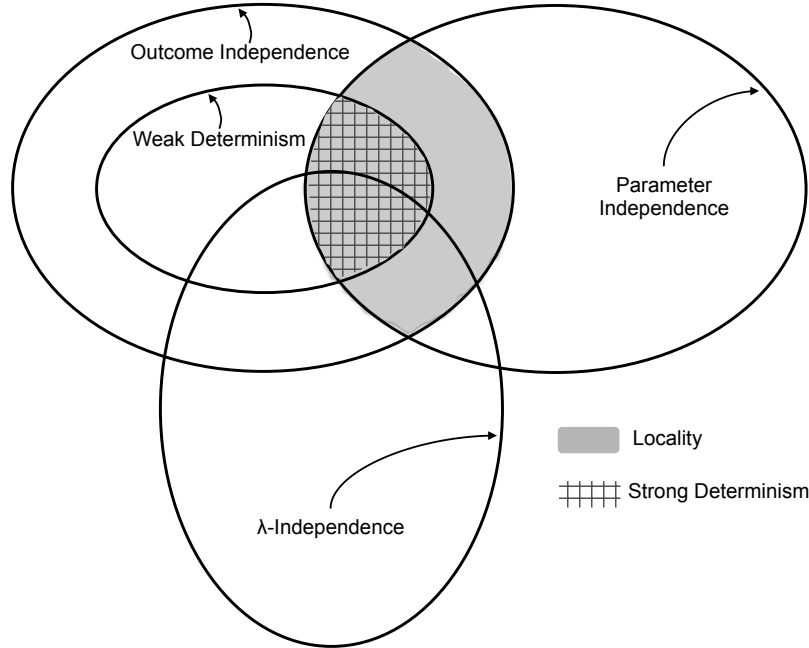 Outcome Independence
Weak Determinism
Parameter
Independence
Locality
Strong Determinism
λ-Independence